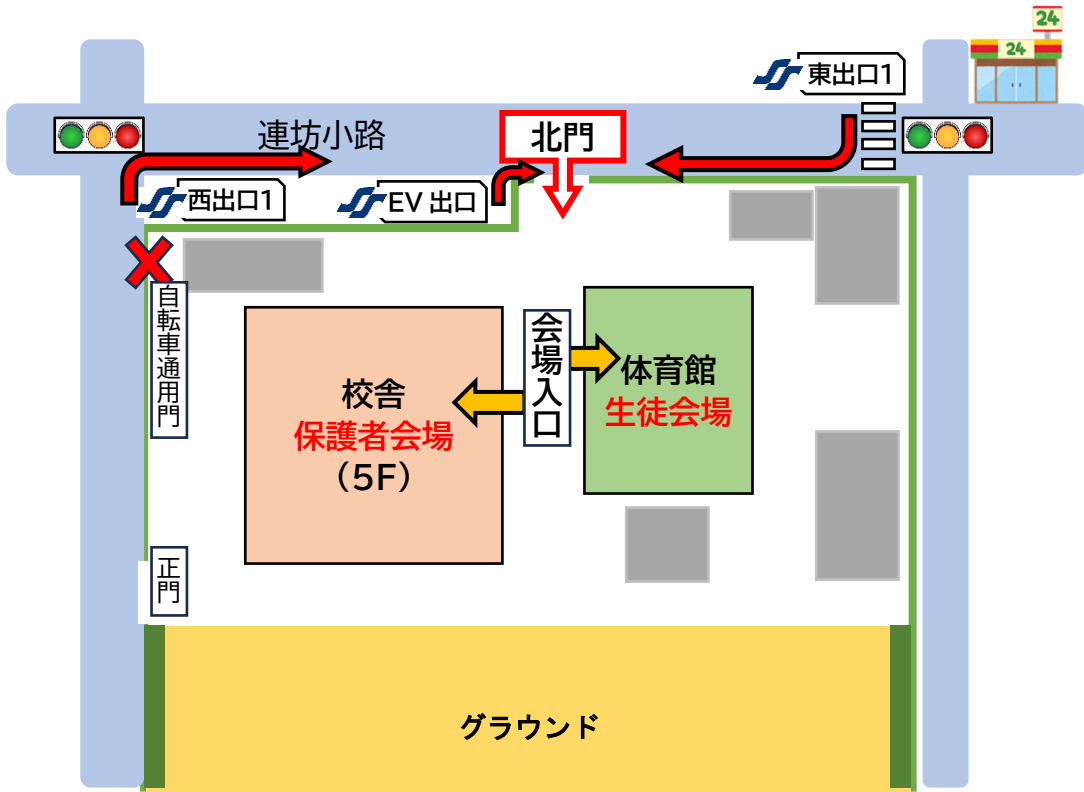 24
24
東出口1
連坊小路
北門
西出口1
EV 出口
自転車通用門
会場入口
体育館
生徒会場
校舎
保護者会場
（5F）
正門
グラウンド